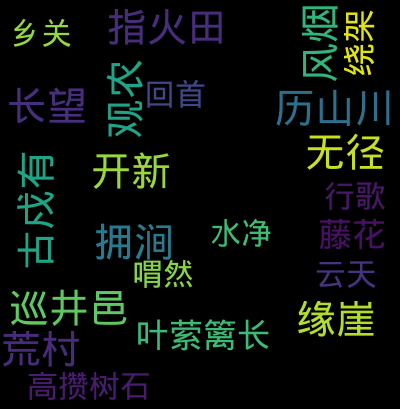 乡关
指火田
风烟
绕架
长望
观农
回首
历山川
无径
开新
古戍有
行歌
藤花
水净
拥涧
喟然
云天
巡井邑
缘崖
叶萦篱长
荒村
高攒树石